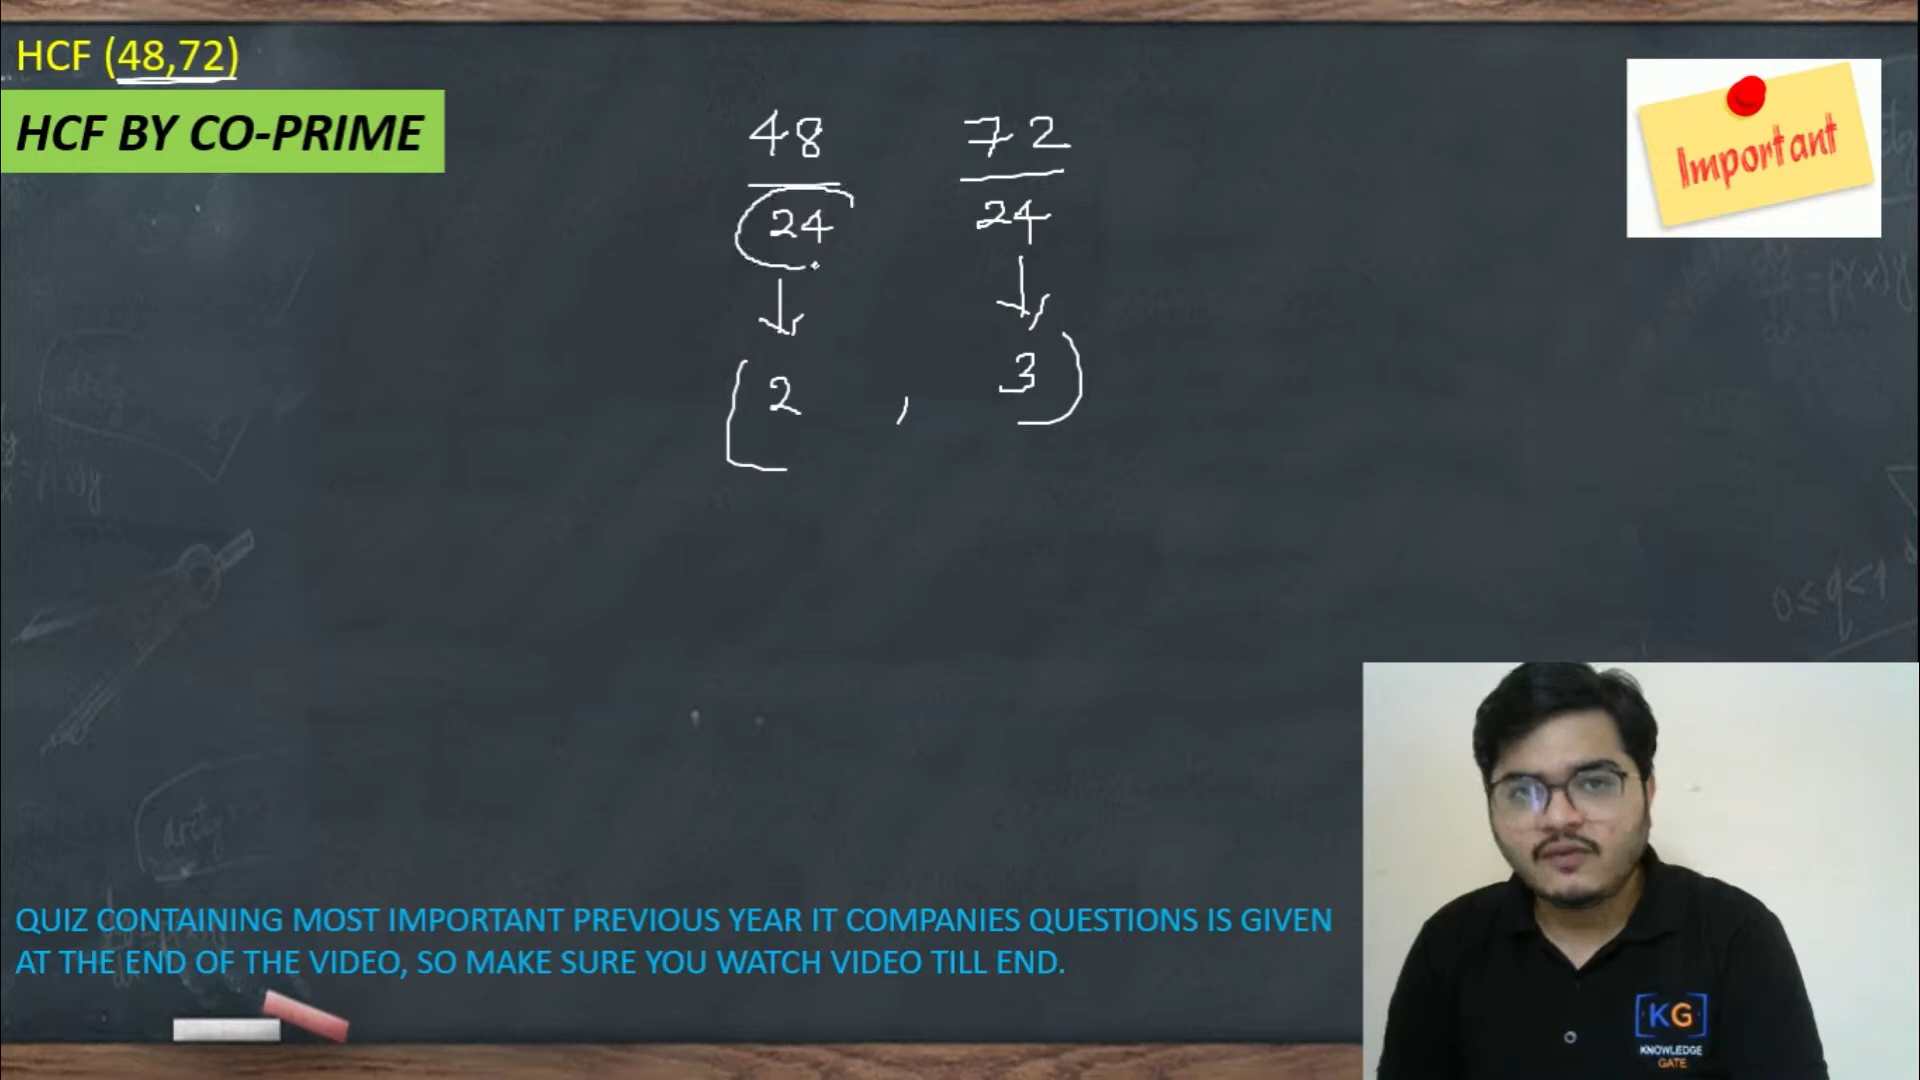 HCF (48,72)
HCF BY CO-PRIME
48 72
24 24
2 , 3
Important
0≤q<1
QUIZ CONTAINING MOST IMPORTANT PREVIOUS YEAR IT COMPANIES QUESTIONS IS GIVEN
AT THE END OF THE VIDEO, SO MAKE SURE YOU WATCH VIDEO TILL END.
KG
KNOWLEDGE
GATE